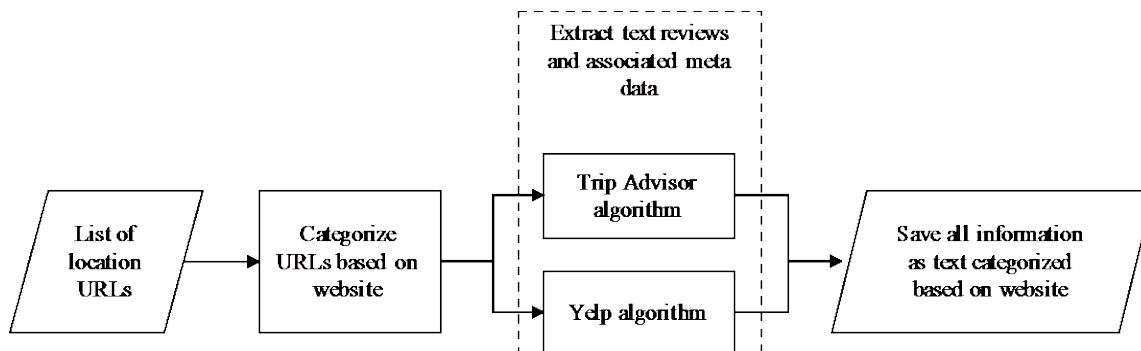 Extract text reviews
and associated meta
data
List of
location
URLs
Categorize
URLs based on
website
Trip Advisor
algorithm
Yelp algorithm
Save all information
as text categorized
based on website